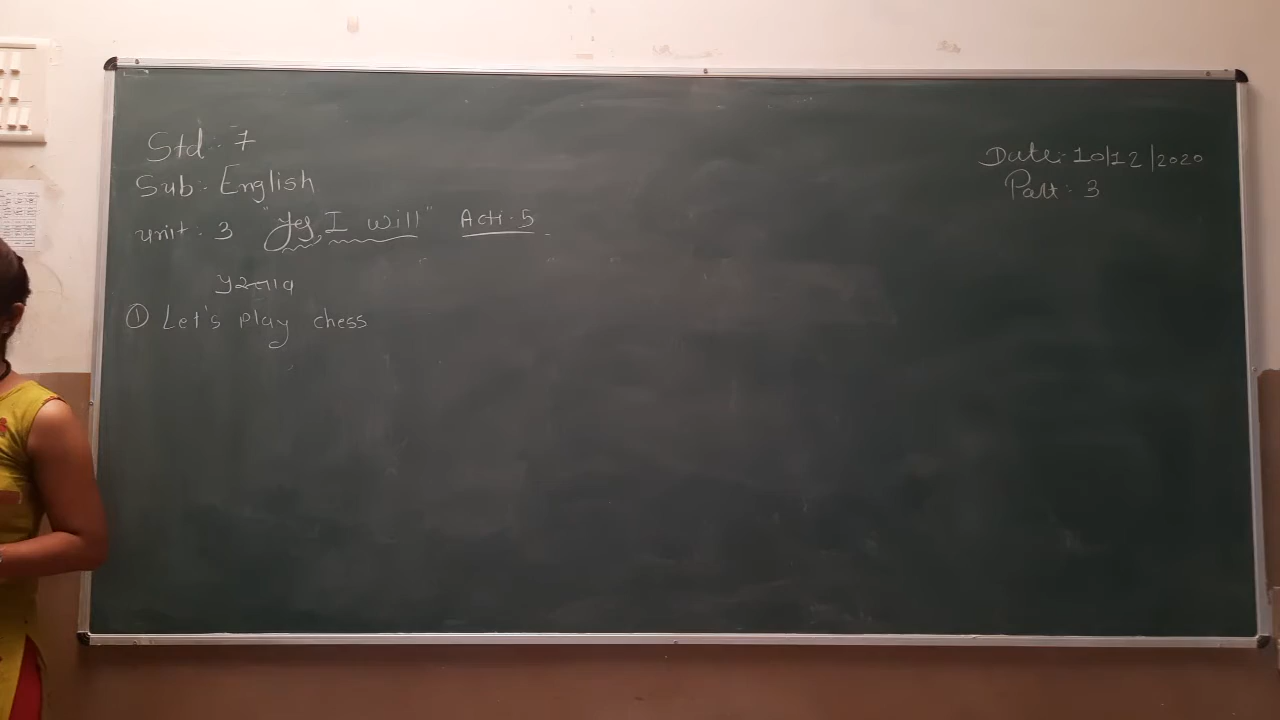 Std : 7
Date: 10/12/2020
Sub: English
Part : 3
Unit : 3 "Yes, I will" Acti-5
પ્રસ્તાવ
① Let's play chess